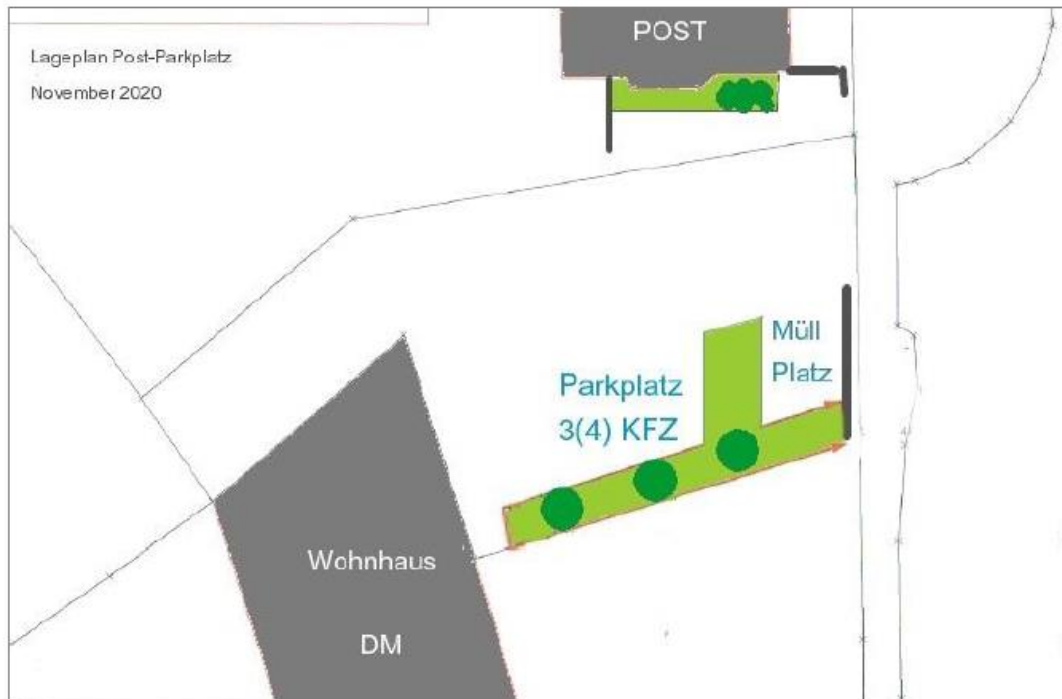 POST
Lageplan Post-Parkplatz
November 2020
Müll
Platz
Parkplatz
3(4) KFZ
Wohnhaus
DM